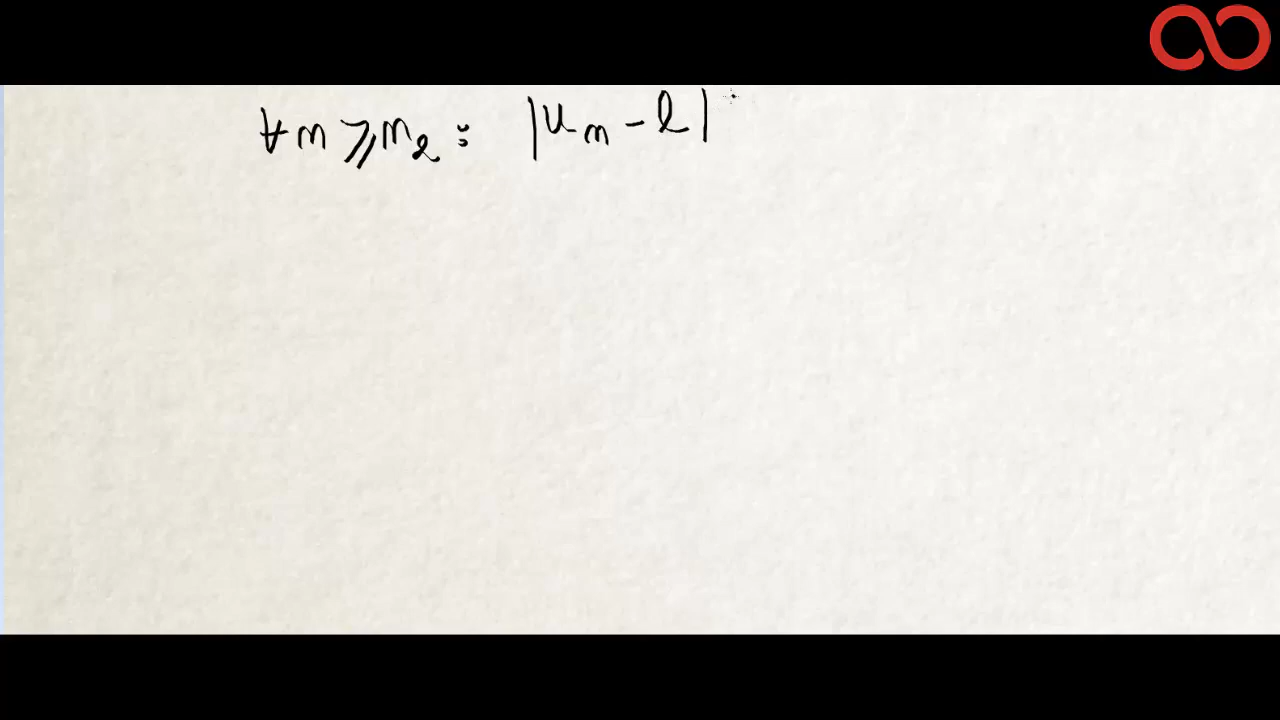 ∀ n ⩾ n₂ : |uₙ - l|